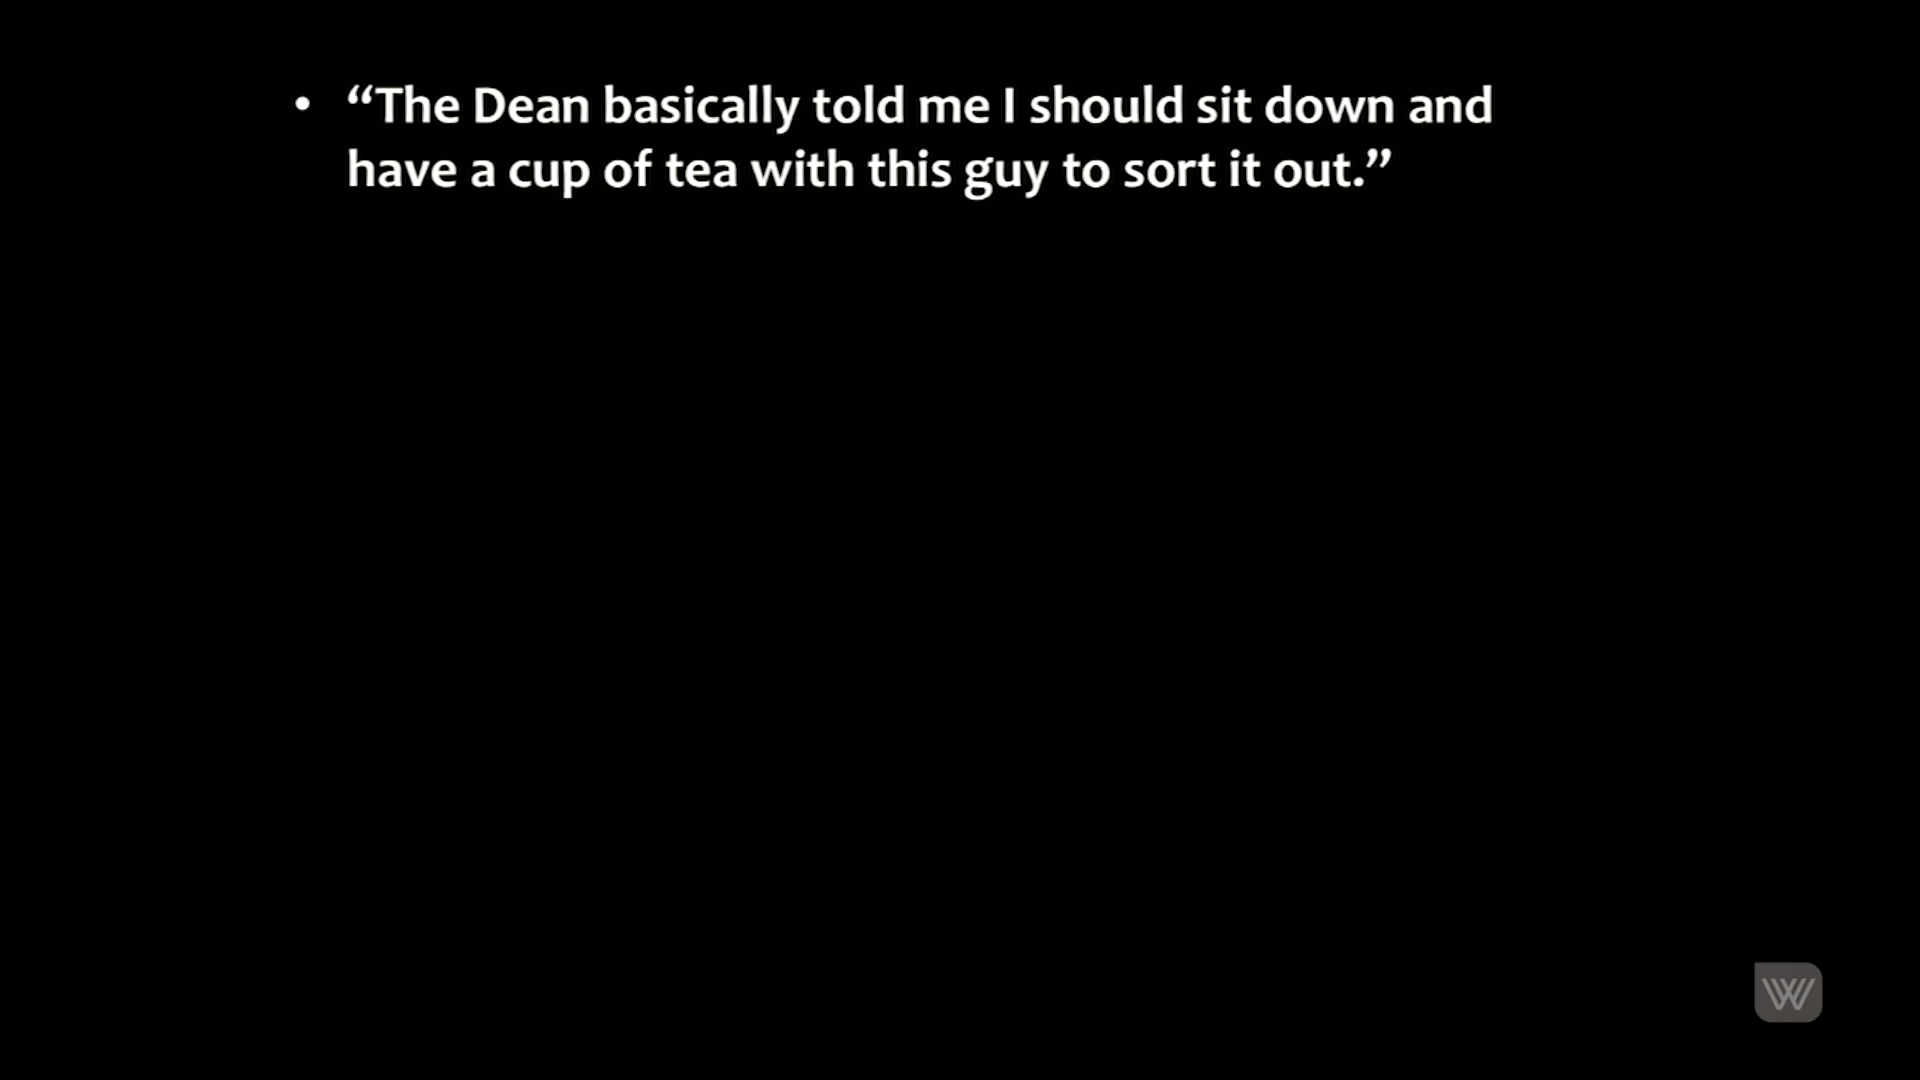 • “The Dean basically told me I should sit down and
have a cup of tea with this guy to sort it out.”
W